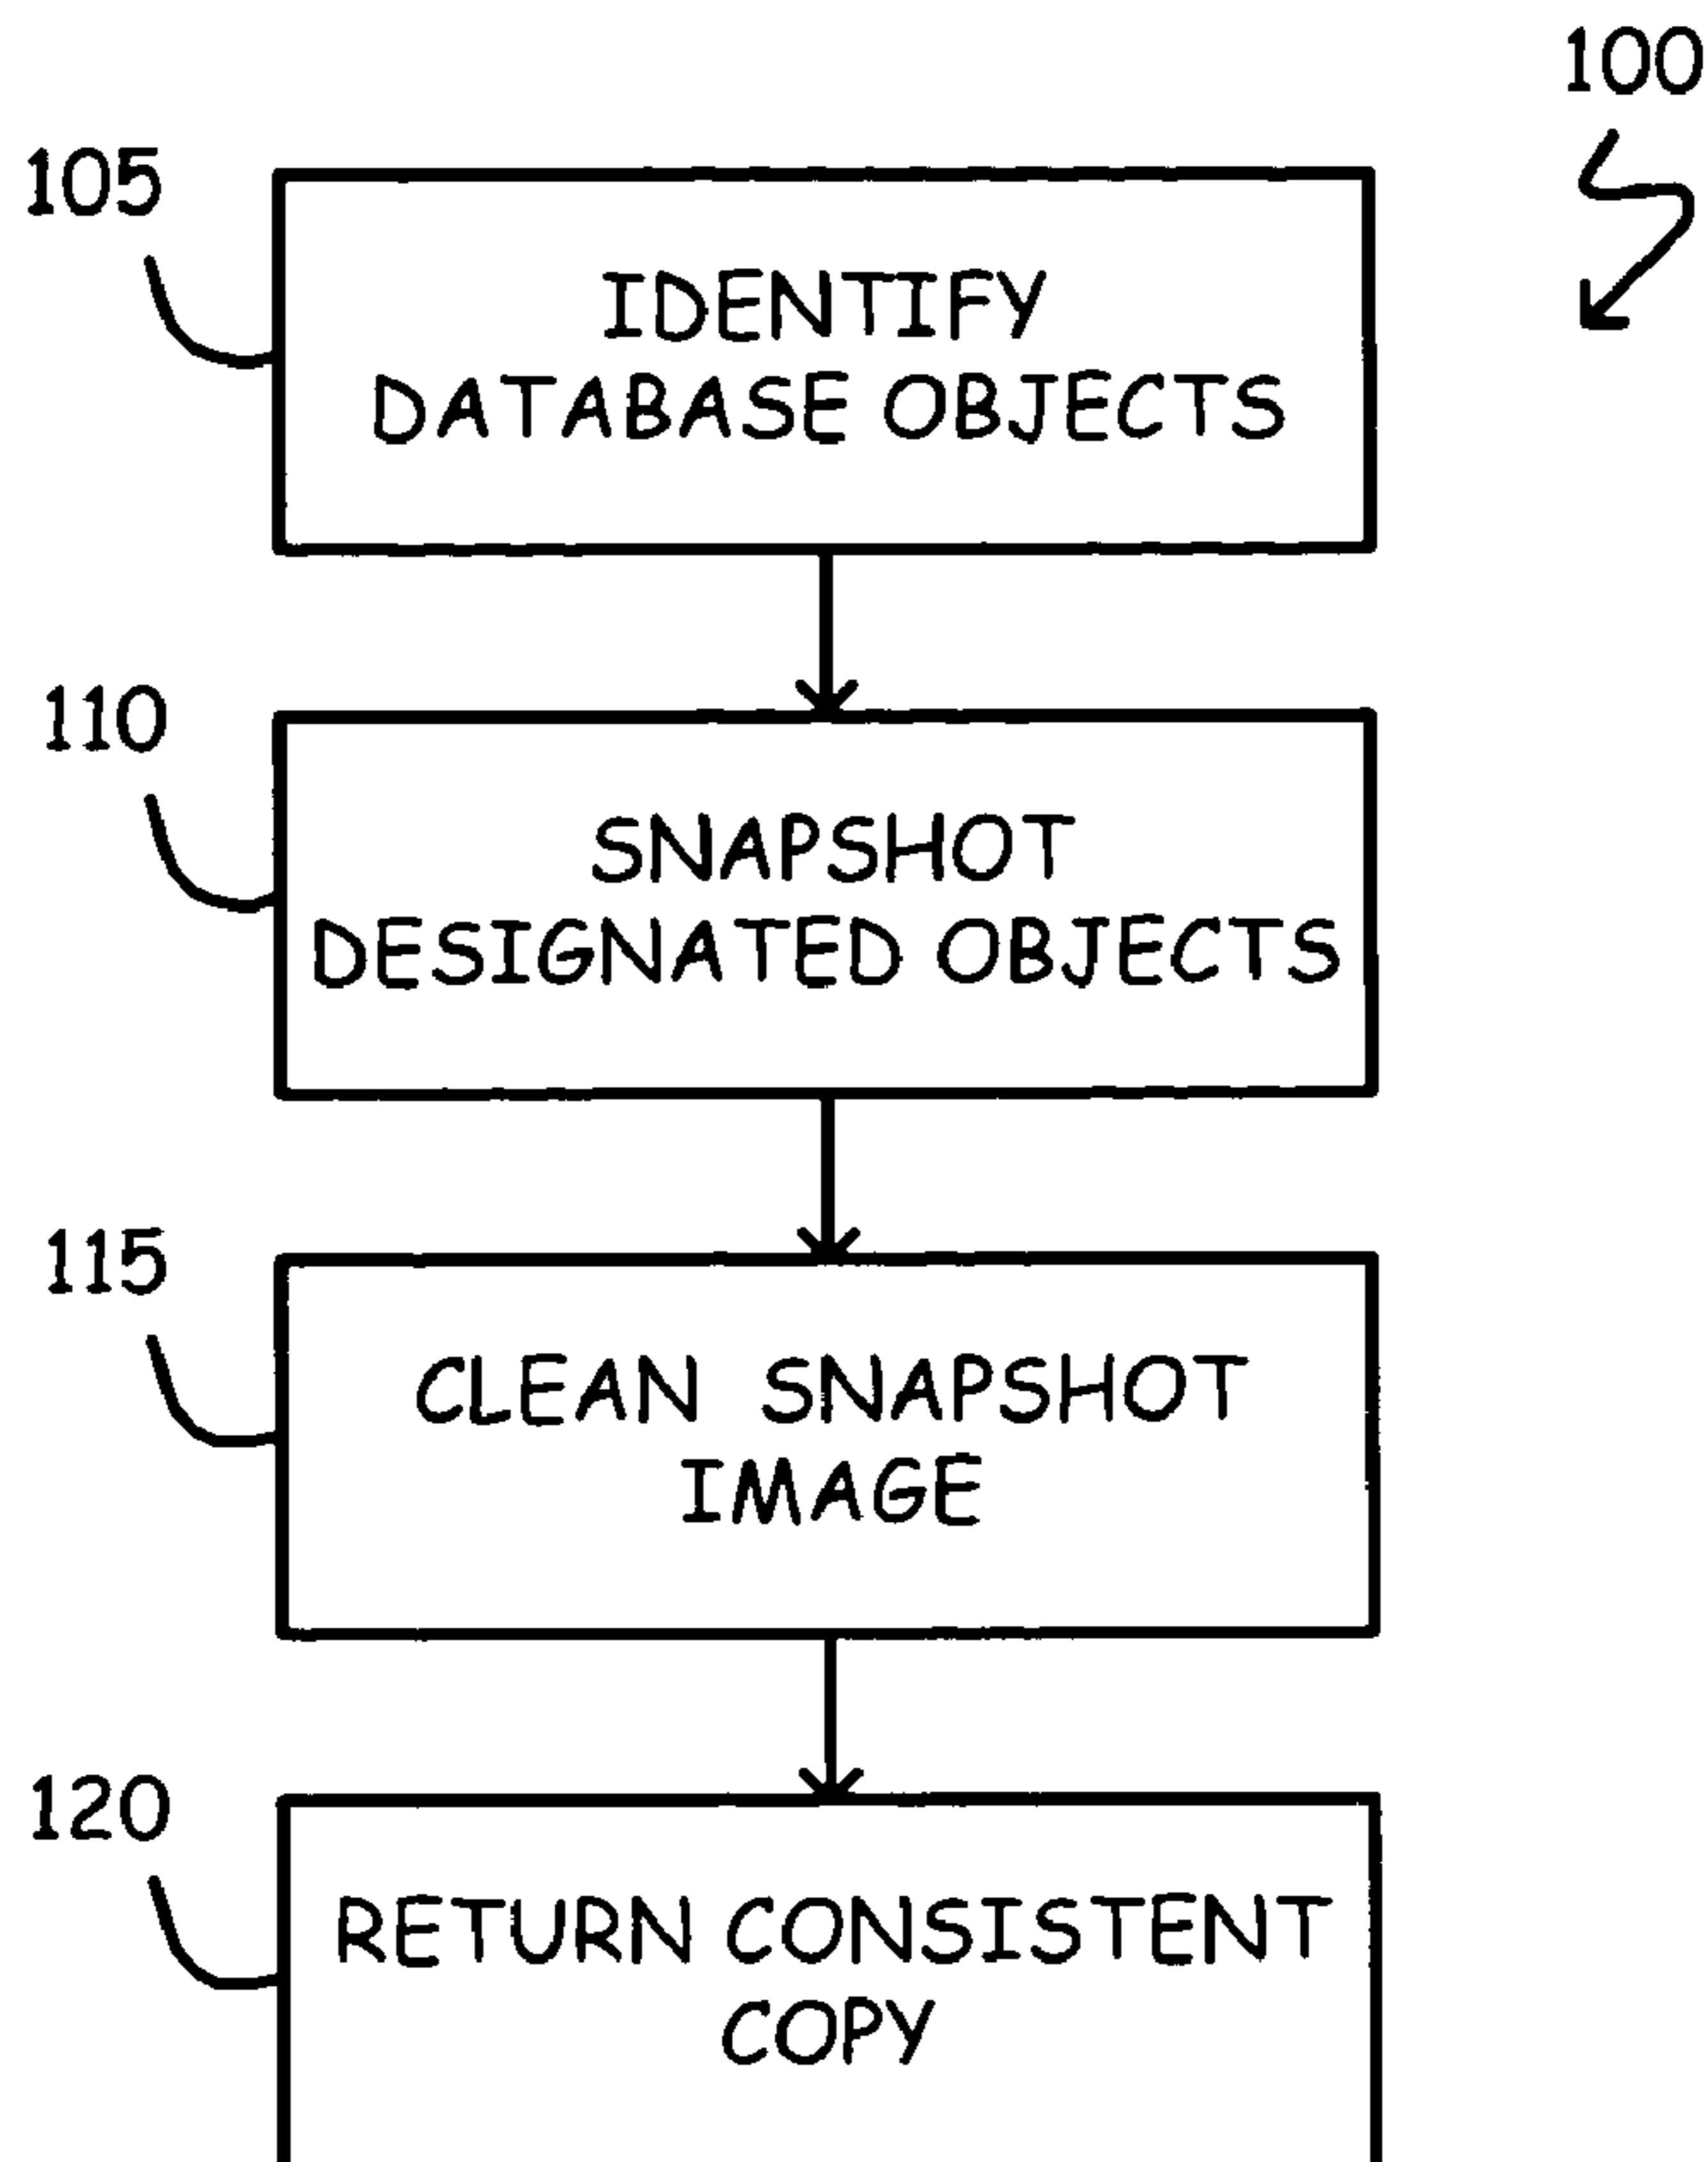 100
105
IDENTIFY
DATABASE OBJECTS
110
SNAPSHOT
DESIGNATED OBJECTS
115
CLEAN SNAPSHOT
IMAGE
120
RETURN CONSISTENT
COPY